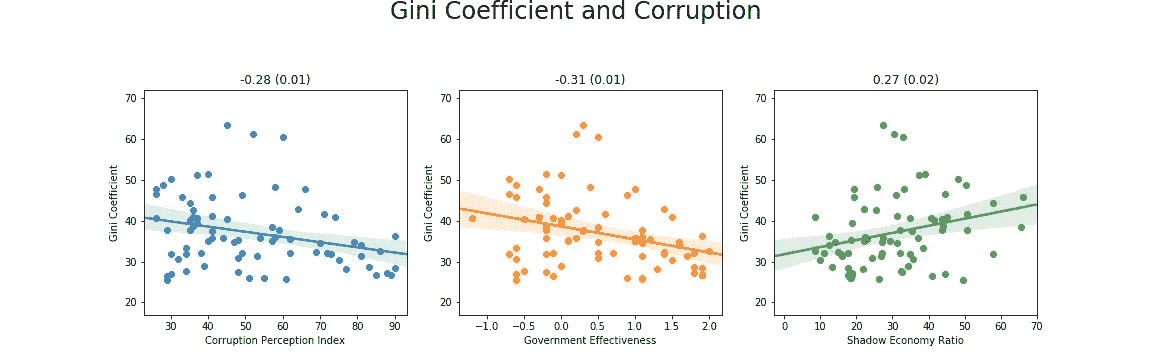 Gini Coefficient and Corruption
-0.28 (0.01)
70
60
50
40
30
20
Gini Coefficient
30 40 50 60 70 80 90
Corruption Perception Index
-0.31 (0.01)
70
60
50
40
30
20
Gini Coefficient
−1.0 −0.5 0.0 0.5 1.0 1.5 2.0
Government Effectiveness
0.27 (0.02)
70
60
50
40
30
20
Gini Coefficient
0 10 20 30 40 50 60 70
Shadow Economy Ratio